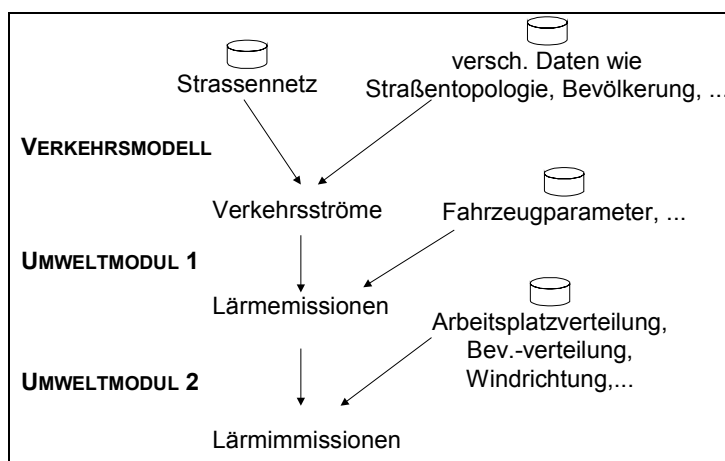 versch. Daten wie
Strassennetz
Straßentopologie, Bevölkerung, ...
VERKEHRSMODELL
Verkehrsströme
Fahrzeugparameter, ...
UMWELTMODUL 1
Lärmemissionen
Arbeitsplatzverteilung,
Bev.-verteilung,
Windrichtung,...
UMWELTMODUL 2
Lärmimmissionen